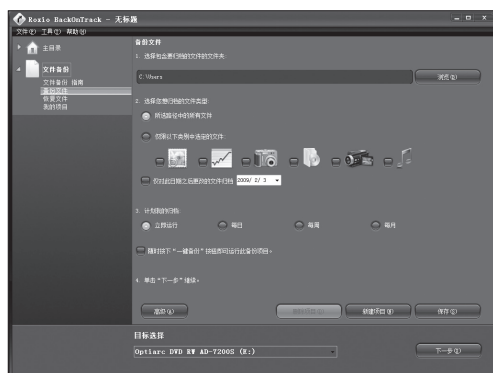 Roxio BackOnTrack - 无标题
文件(F) 工具(T) 帮助(H)
主目录
文件备份
文件备份 指南
备份文件
恢复文件
我的项目
备份文件
1. 选择包含要归档的文件的文件夹:
C:\Users
浏览(B)
2. 选择您要归档的文件类型:
所选路径中的所有文件
仅限以下类别中选定的文件:
仅对此日期之后更改的文件归档
2009/ 2/ 3
3. 计划我的归档:
立即运行
每日
每周
每月
随时按下“一键备份”按钮即可运行此备份项目。
4. 单击“下一步”继续。
高级(A)
新建项目(N)
保存(S)
目标选择
Optiarc DVD RW AD-7200S (E:)
下一步(N)